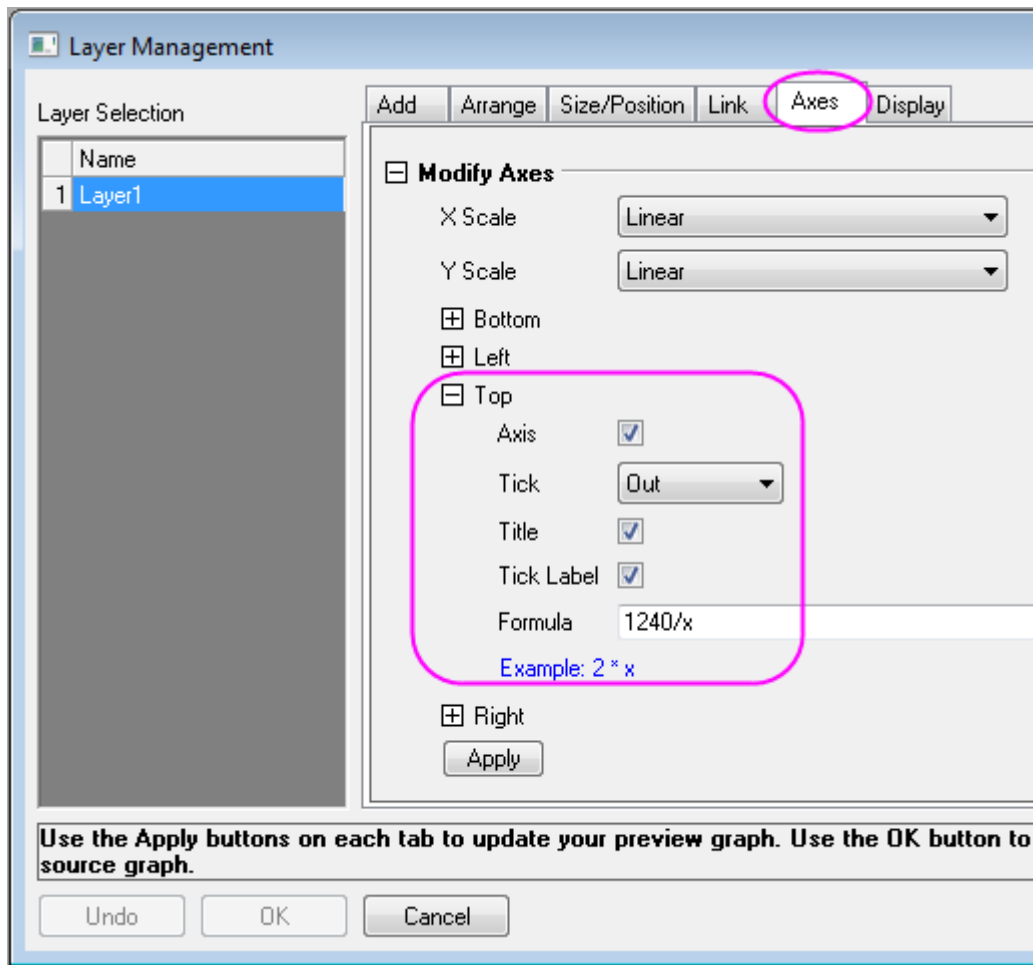 Layer Management
Layer Selection
Name
1 Layer1
Add Arrange Size/Position Link Axes Display
Modify Axes
X Scale Linear
Y Scale Linear
Bottom
Left
Top
Axis
Tick Out
Title
Tick Label
Formula 1240/x
Example: 2 * x
Right
Apply
Use the Apply buttons on each tab to update your preview graph. Use the OK button to
source graph.
Undo OK Cancel